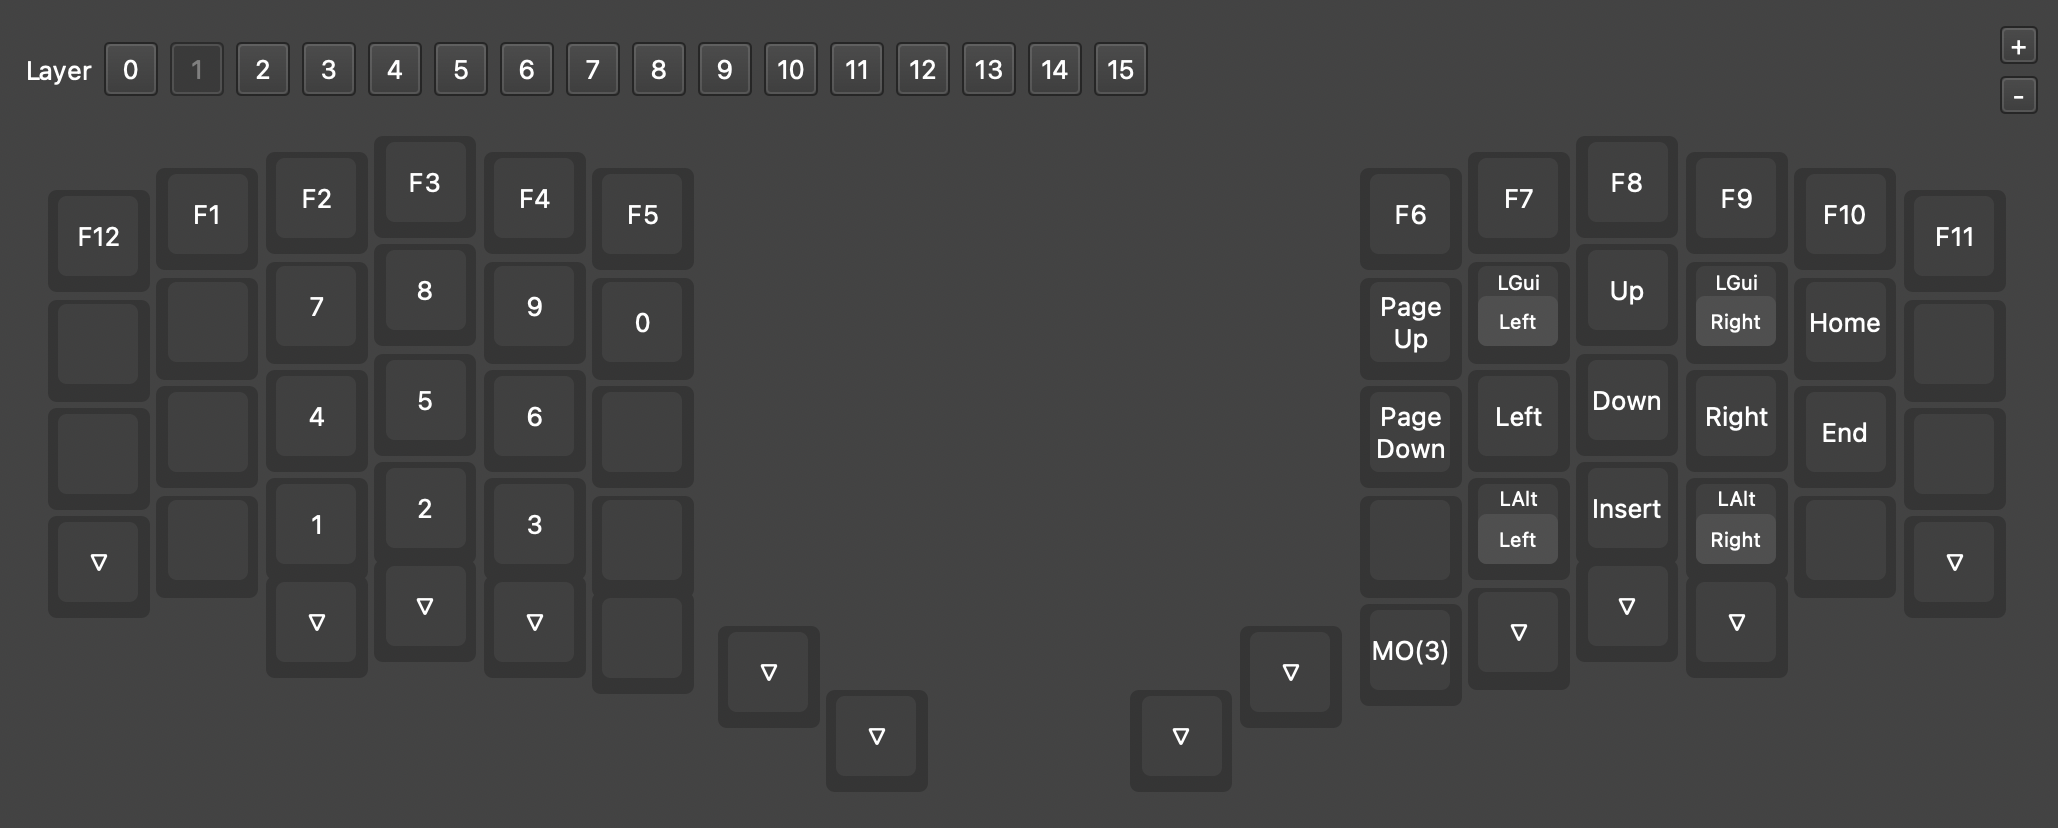 Layer 0 1 2 3 4 5 6 7 8 9 10 11 12 13 14 15 +
-
F12 F1 F2 F3 F4 F5 F6 F7 F8 F9 F10 F11
7 8 9 0 Page Up LGui Left Up LGui Right Home
4 5 6 Page Down Left Down Right End
▽ 1 2 3 LAlt Left Insert LAlt Right ▽
▽ ▽ ▽ ▽ ▽ MO(3) ▽ ▽ ▽
▽ ▽